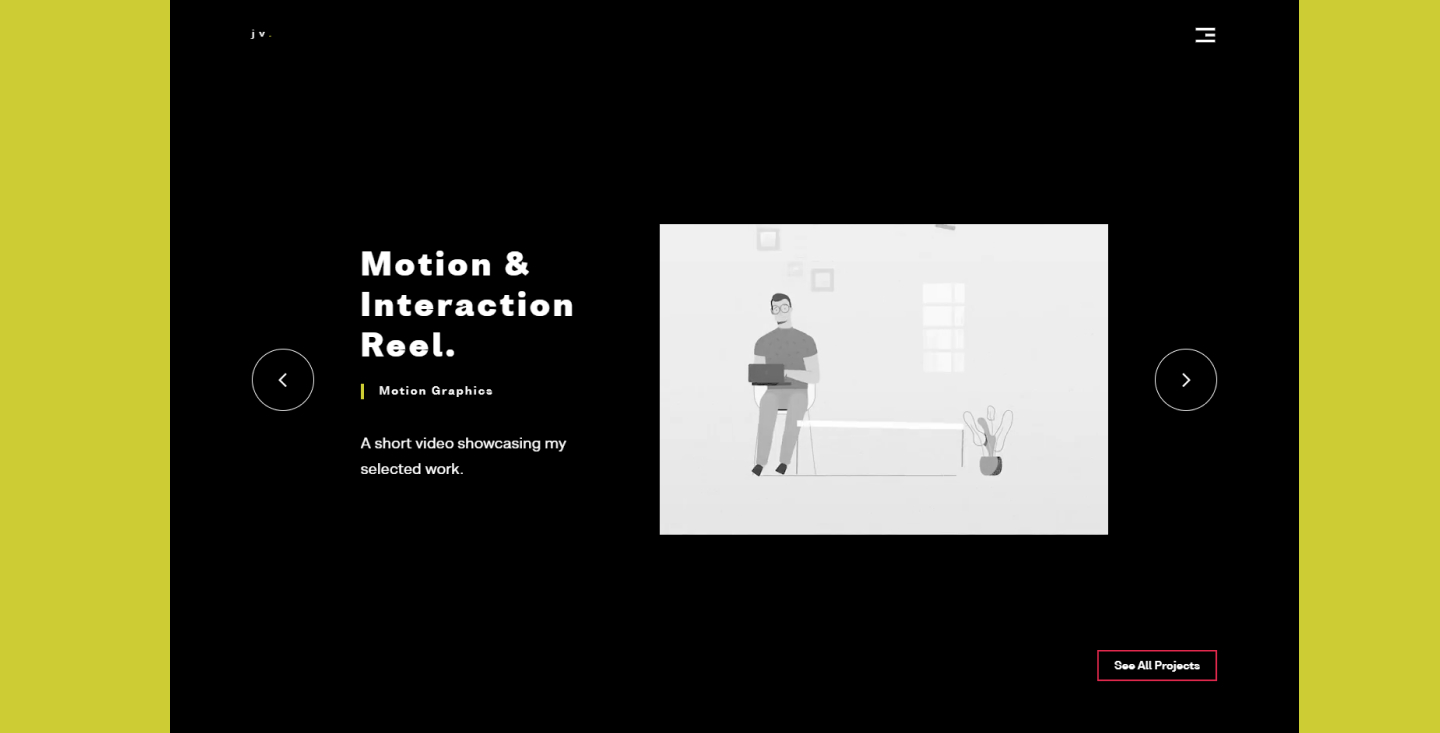 jv.
Motion &
Interaction
Reel.
Motion Graphics
A short video showcasing my
selected work.
See All Projects